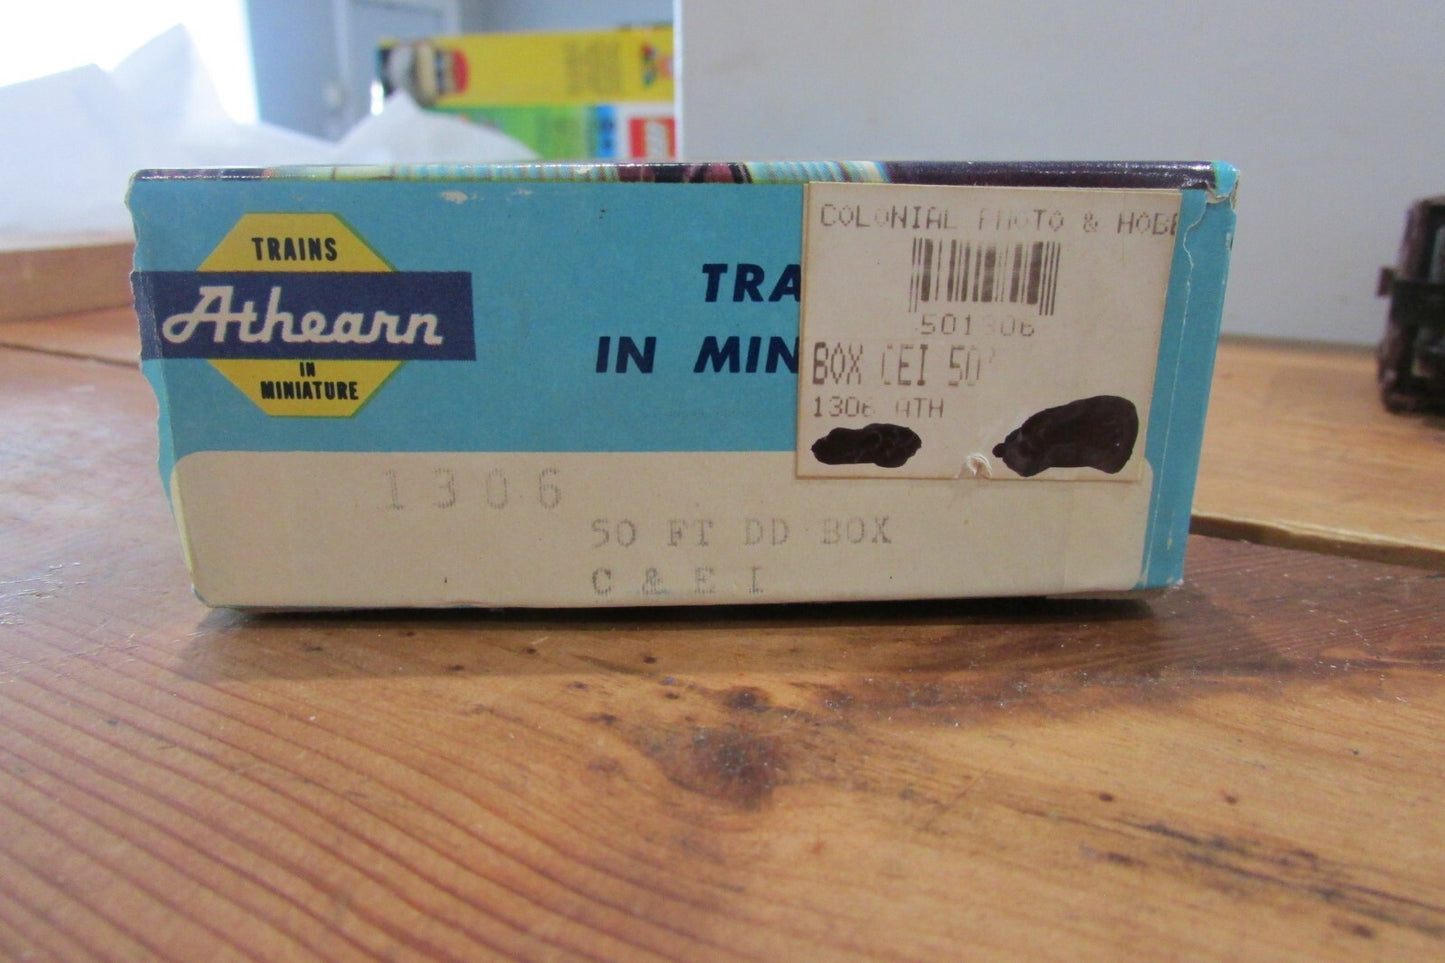 TRAINS
Athearn
IN
MINIATURE
TRA
IN MIN
COLONIAL PHOTO & HOBB
501306
BOX CEI 50'
1306 ATH
1306
50 FT DD BOX
C & E I